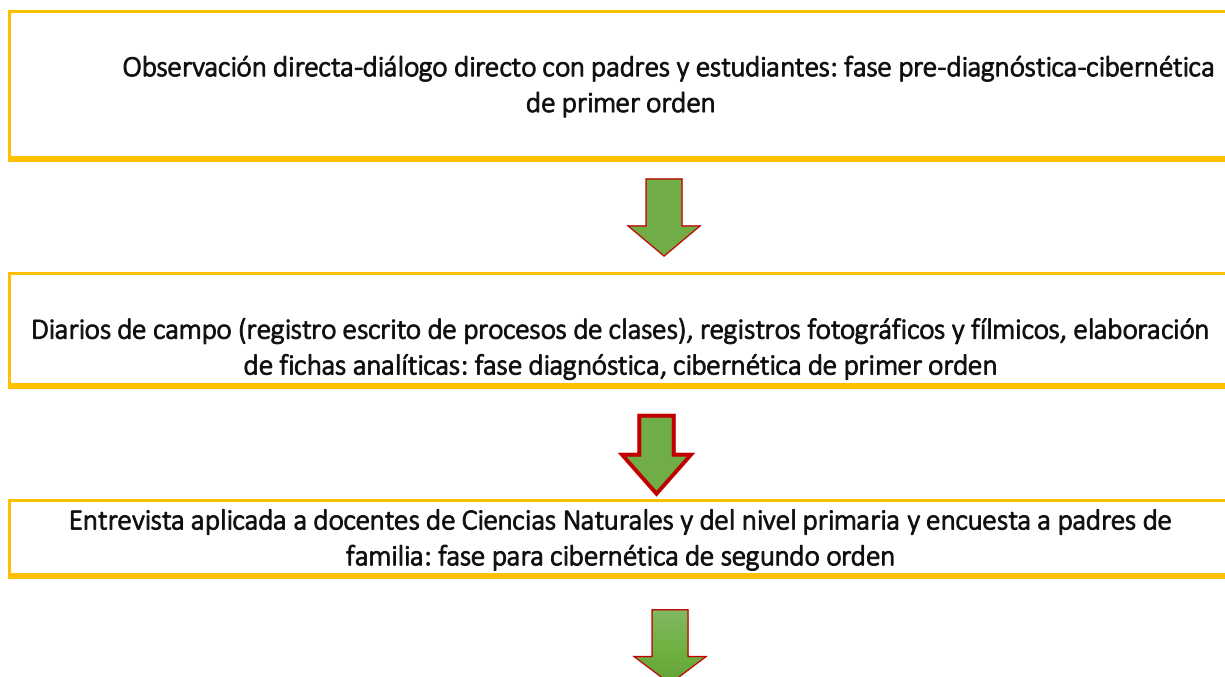 Observación directa-diálogo directo con padres y estudiantes: fase pre-diagnóstica-cibernética
de primer orden
Diarios de campo (registro escrito de procesos de clases), registros fotográficos y fílmicos, elaboración
de fichas analíticas: fase diagnóstica, cibernética de primer orden
Entrevista aplicada a docentes de Ciencias Naturales y del nivel primaria y encuesta a padres de
familia: fase para cibernética de segundo orden